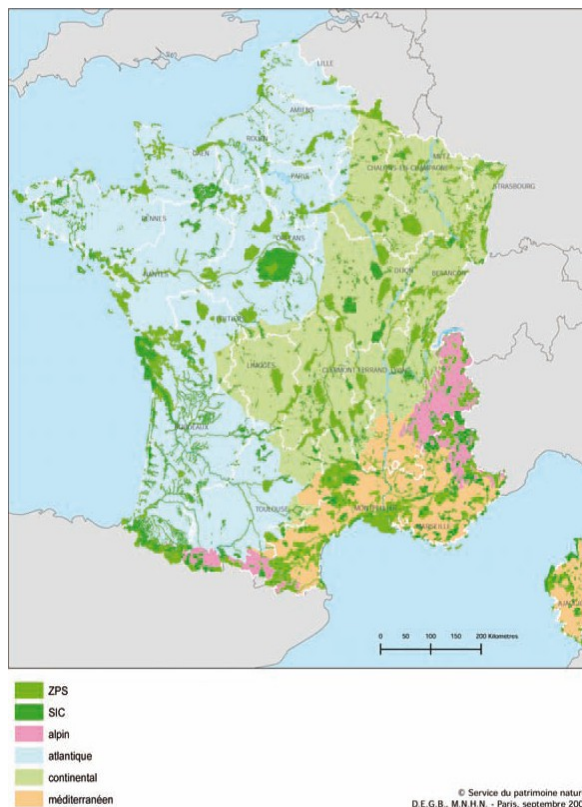 LILLE
AMIENS
ROUEN
CAEN
METZ
CHALONS-EN-CHAMPAGNE
PARIS
STRASBOURG
RENNES
ORLEANS
DIJON
BESANCON
NANTES
POITIERS
LIMOGES
CLERMONT-FERRAND
LYON
BORDEAUX
TOULOUSE
MONTPELLIER
MARSEILLE
0 50 100 150 200 Kilomètres
ZPS
SIC
alpin
atlantique
continental
méditerranéen
© Service du patrimoine natur
D.E.G.B., M.N.H.N. - Paris, septembre 200